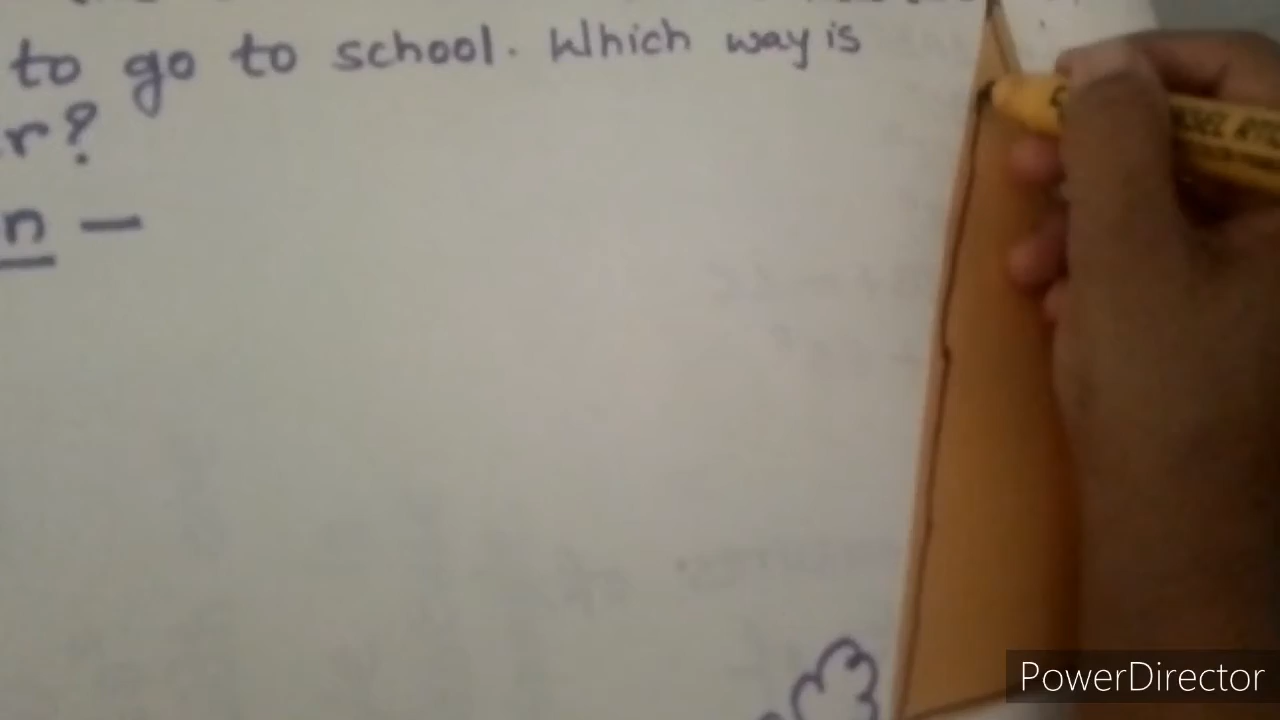 to go to school. Which way is
r?
n —
PowerDirector